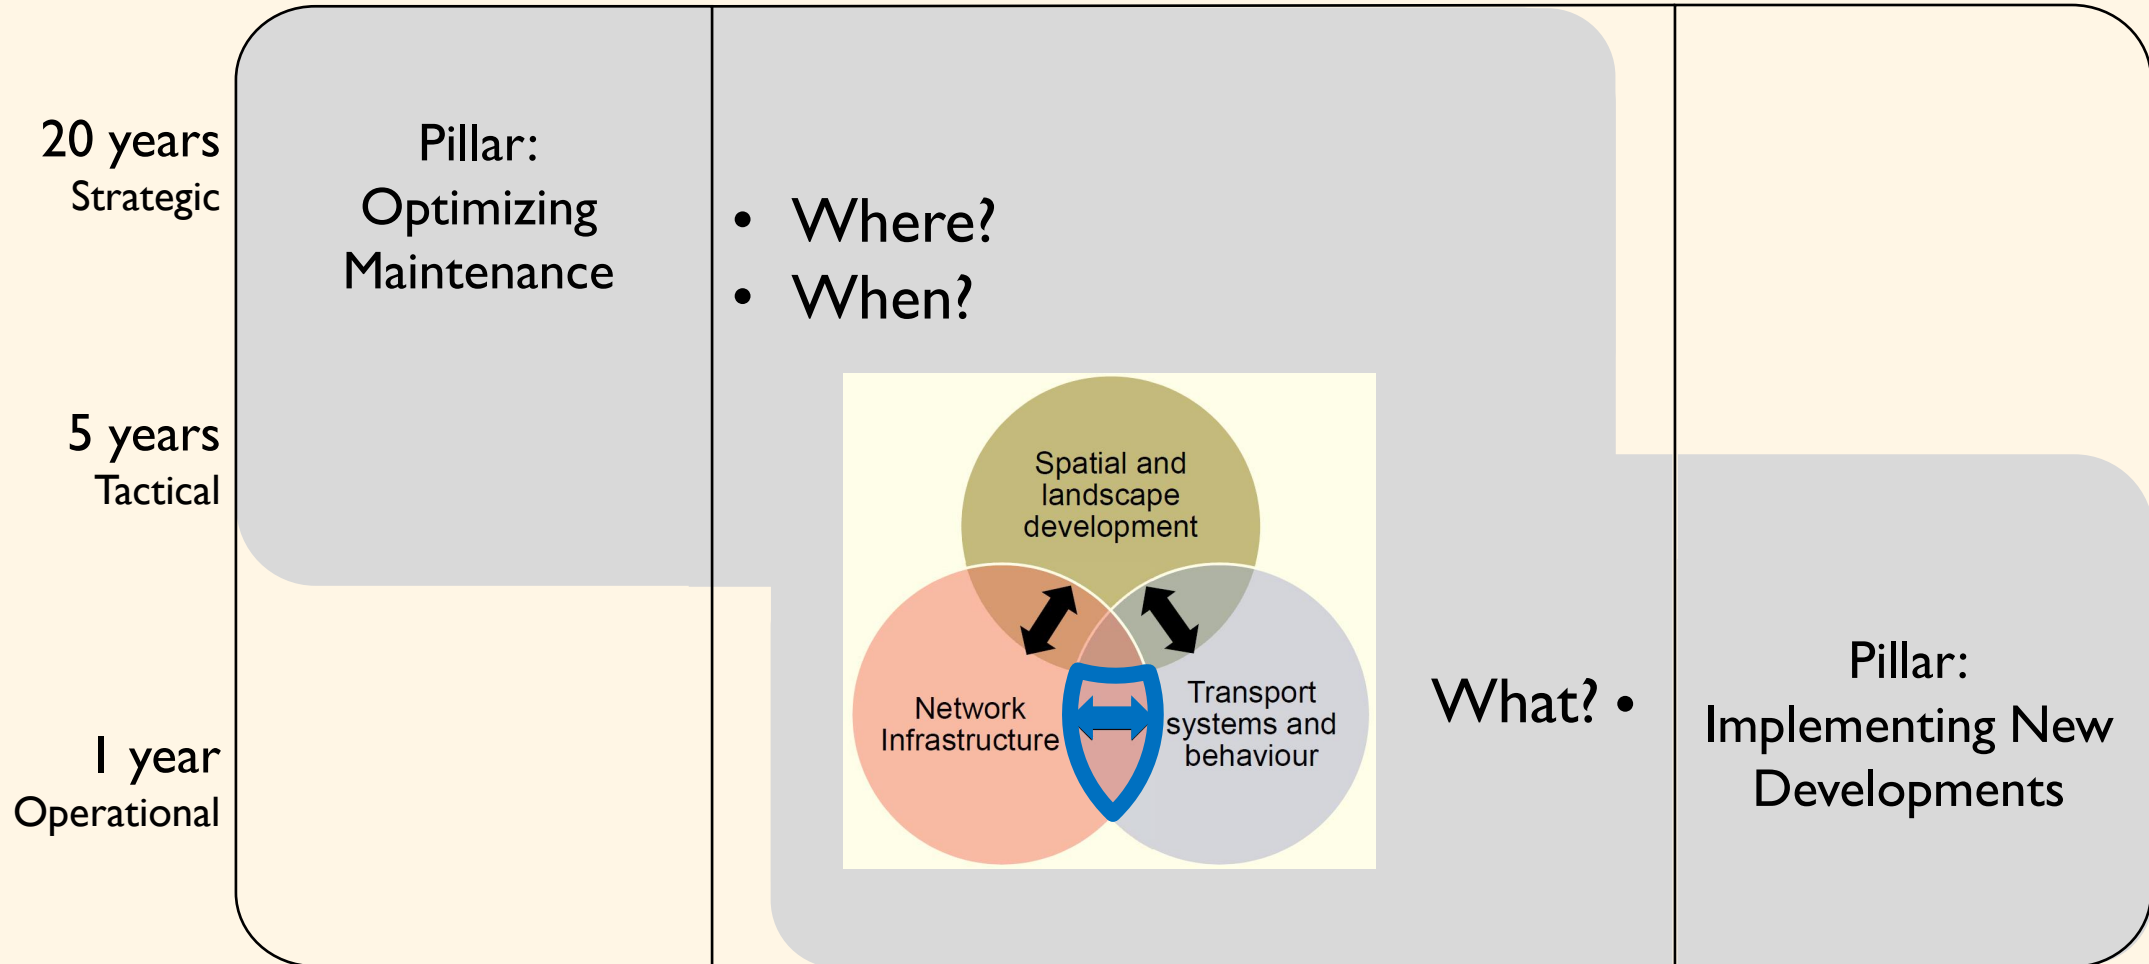 20 years
Strategic
5 years
Tactical
1 year
Operational
Pillar:
Optimizing
Maintenance
• Where?
• When?
Spatial and
landscape
development
Network
Infrastructure
Transport
systems and
behaviour
What? •
Pillar:
Implementing New
Developments